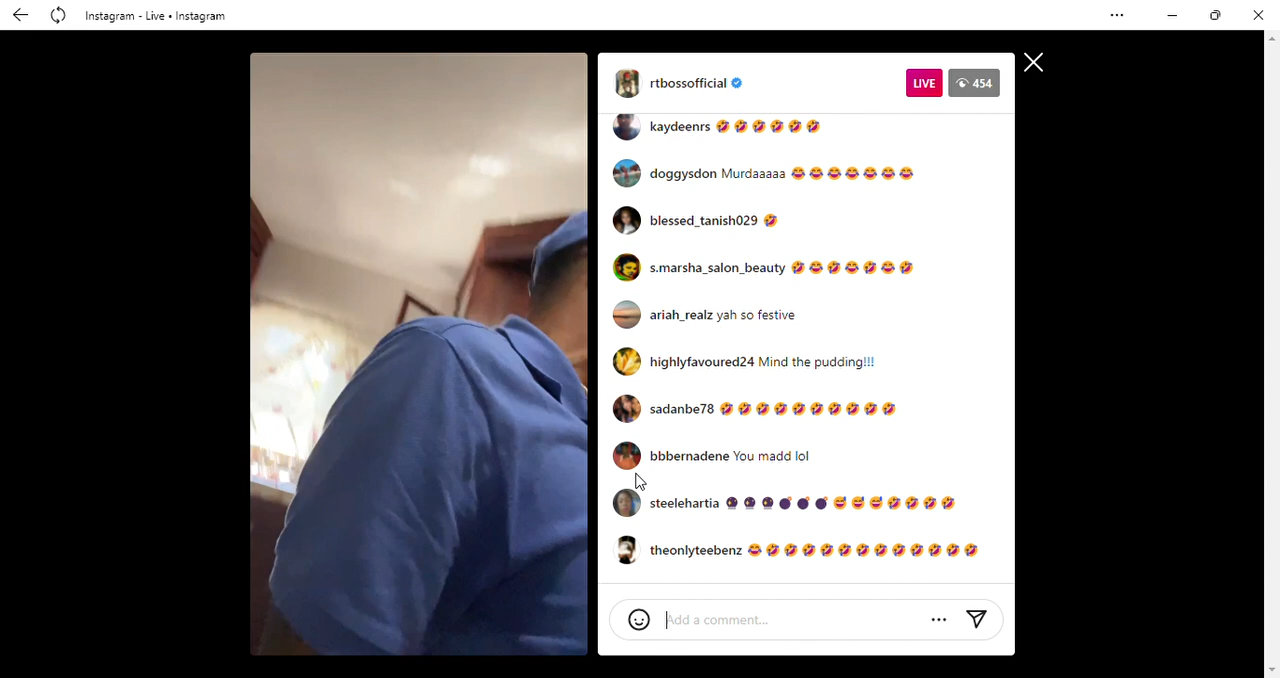 Instagram - Live • Instagram
rtbossofficial LIVE 454
kaydeenrs 🤣🤣🤣🤣🤣🤣
doggysdon Murdaaaaa 😂😂😂😂😂😂😂
blessed_tanish029 🤣
s.marsha_salon_beauty 🤣😂🤣😂🤣😂🤣
ariah_realz yah so festive
highlyfavoured24 Mind the pudding!!!
sadanbe78 🤣🤣🤣🤣🤣🤣🤣🤣🤣🤣
bbbernadene You madd lol
steelehartia 🔮🔮🔮💣💣💣😅😅😅🤣🤣🤣🤣
theonlyteebenz 😂🤣🤣🤣🤣🤣🤣🤣🤣🤣🤣🤣🤣
Add a comment...